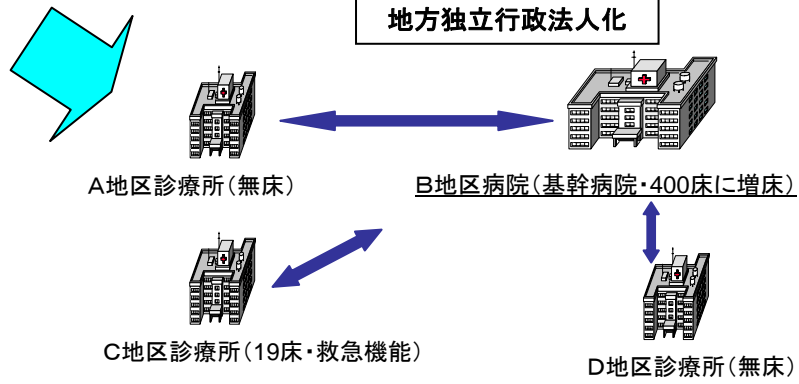 地方独立行政法人化
A地区診療所(無床)
B地区病院(基幹病院・400床に増床)
C地区診療所(19床・救急機能)
D地区診療所(無床)